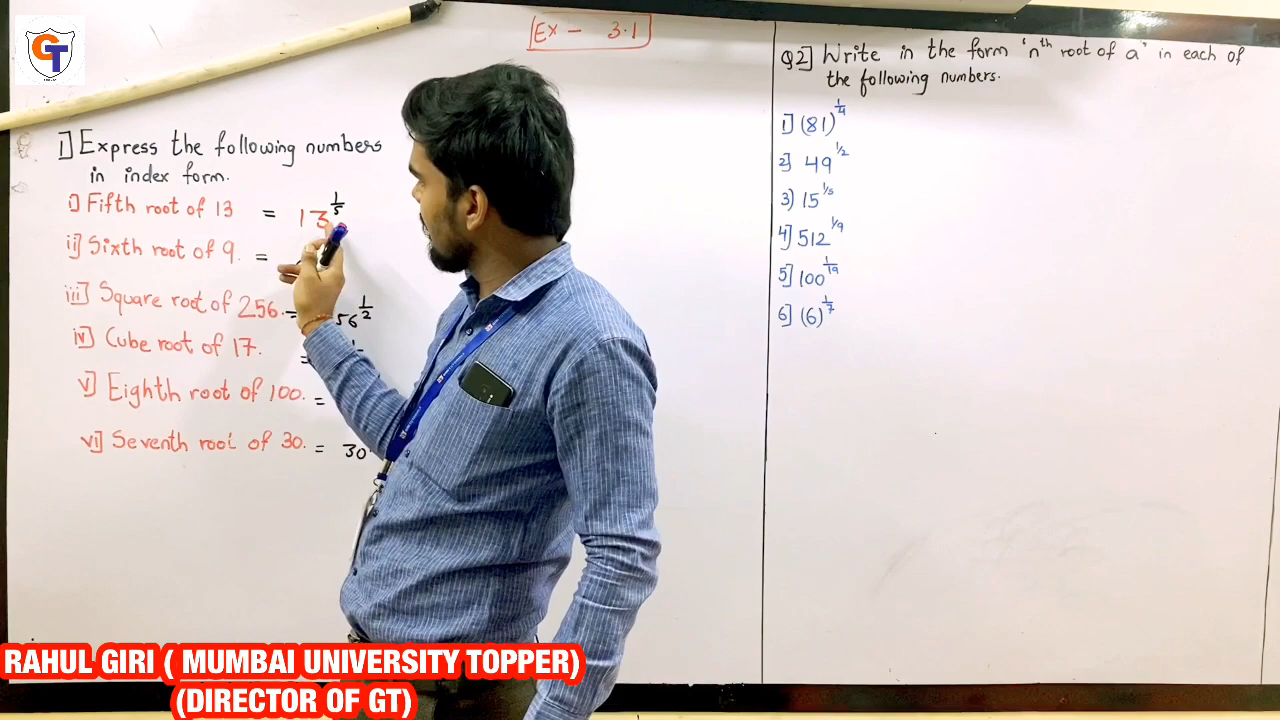 GT
Ex - 3.1
1] Express the following numbers
in index form.
i) Fifth root of 13 = 13^1/5
ii] Sixth root of 9. =
iii] Square root of 256. = 56^1/2
iv] Cube root of 17. =
v] Eighth root of 100. =
vi] Seventh root of 30. = 30
Q2] Write in the form 'nth root of a' in each of
the following numbers.
1] (81)^1/4
2] 49^1/2
3) 15^1/5
4] 512^1/9
5] 100^1/19
6] (6)^1/7
RAHUL GIRI ( MUMBAI UNIVERSITY TOPPER)
(DIRECTOR OF GT)